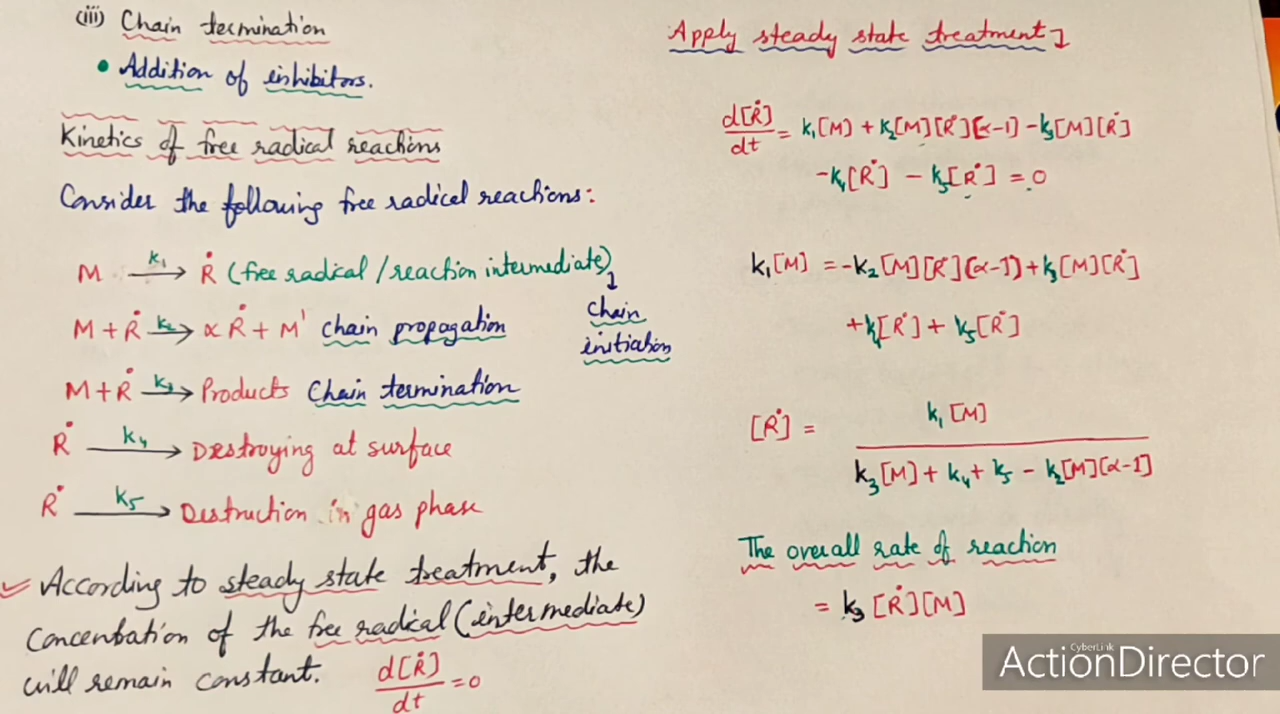 (iii) Chain termination
• Addition of inhibitors.
Kinetics of free radical reactions
Consider the following free radical reactions:
M —k₁→ Ṙ (free radical / reaction intermediate)
↓
Chain
initiation
M + Ṙ —k₂→ ∝ Ṙ + M' Chain propagation
M + Ṙ —k₃→ Products Chain termination
R• —k₄→ Destroying at surface
R• —k₅→ Destruction in gas phase
✓ According to steady state treatment, the
concentration of the free radical (intermediate)
will remain constant. d[Ṙ]/dt = 0
Apply steady state treatment]
d[Ṙ]/dt = k₁[M] + k₂[M][R•][∝-1) - k₃[M][R•]
-k₄[R•] - k₅[R•] = 0
k₁[M] = -k₂[M][R•](∝-1) + k₃[M][R•]
+ k₄[R•] + k₅[R•]
[R•] = k₁[M] / k₃[M] + k₄ + k₅ - k₂[M][∝-1]
The overall rate of reaction
= k₃ [R•][M]
CyberLink
ActionDirector